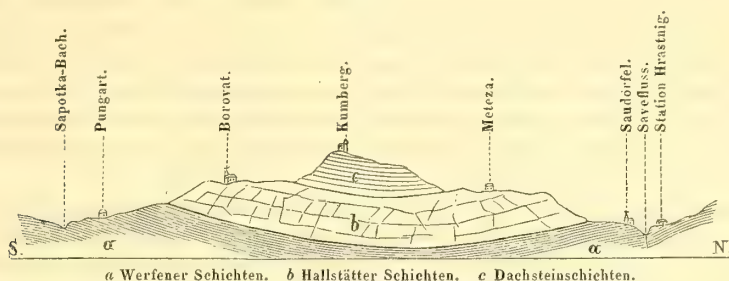 Sapotka-Bach.
Pungart.
Borovat.
Kumberg.
Meteza.
Saudörfel.
Savefluss.
Station Hrastnig.
c
b
S.
a
a
N
a Werfener Schichten. b Hallstätter Schichten. c Dachsteinschichten.